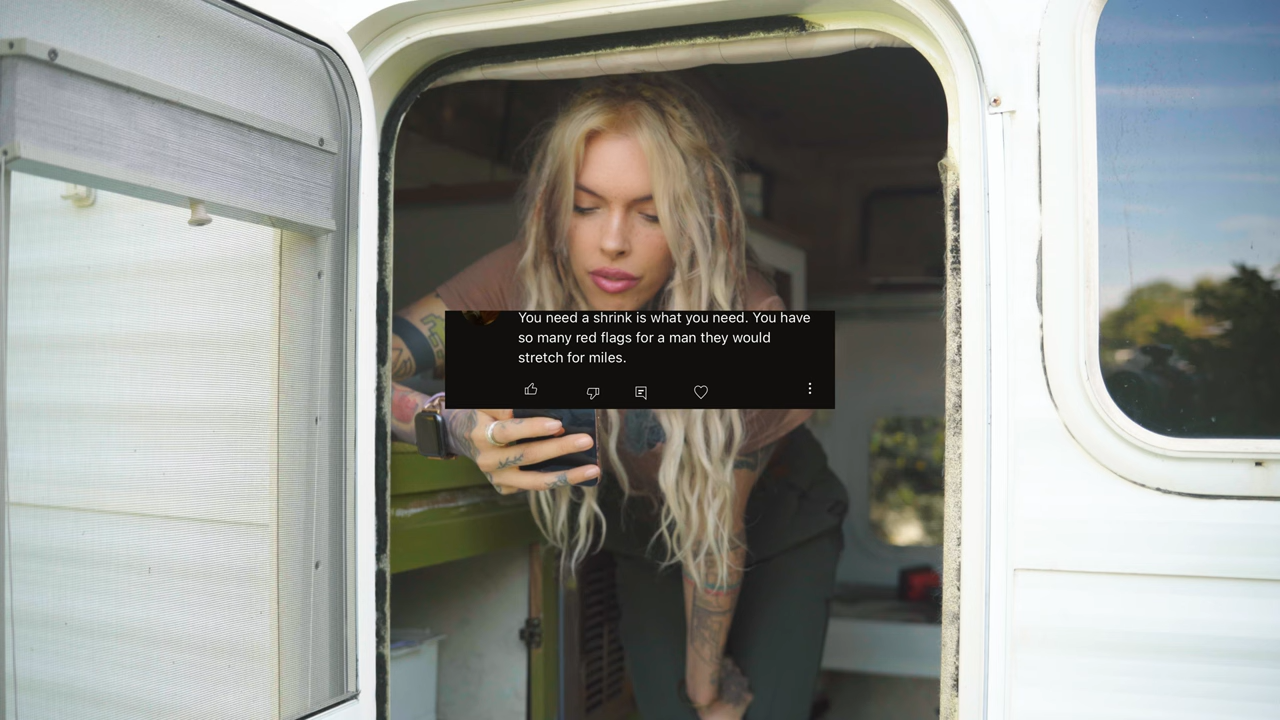 You need a shrink is what you need. You have
so many red flags for a man they would
stretch for miles.